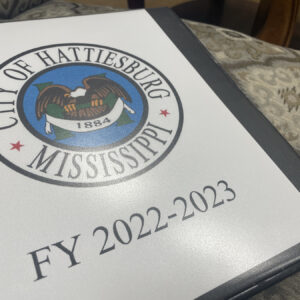 CITY OF HATTIESBURG
1884
MISSISSIPPI
FY 2022-2023